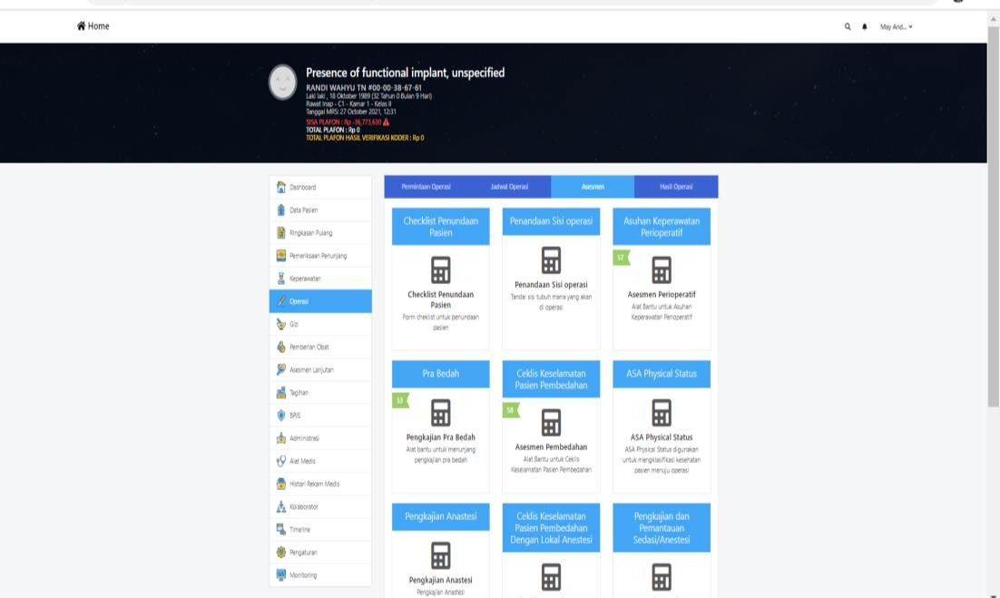 Home
May And...
Presence of functional implant, unspecified
RANDI WAHYU TN #00-00-38-67-61
Laki laki , 18 Oktober 1989 (32 Tahun 0 Bulan 9 Hari)
Rawat Inap - C1 - Kamar 1 - Kelas II
Tanggal MRS: 27 October 2021, 12:31
SISA PLAFON : Rp -36,773,630
TOTAL PLAFON : Rp 0
TOTAL PLAFON HASIL VERIFIKASI KODER : Rp 0
Dashboard
Data Pasien
Ringkasan Pulang
Pemeriksaan Penunjang
Keperawatan
Operasi
Gizi
Pemberian Obat
Asesmen Lanjutan
Tagihan
BPJS
Administrasi
Alat Medis
Histori Rekam Medis
Kolaborator
Timeline
Pengaturan
Monitoring
Permintaan Operasi
Jadwal Operasi
Asesmen
Hasil Operasi
Checklist Penundaan
Pasien
Checklist Penundaan
Pasien
Form cheklist untuk penundaan
pasien
Penandaan Sisi operasi
Penandaan Sisi operasi
Tandai sisi tubuh mana yang akan
di operasi
Asuhan Keperawatan
Perioperatif
57
Asesmen Perioperatif
Alat Bantu untuk Asuhan
Keperawatan Perioperatif
Pra Bedah
53
Pengkajian Pra Bedah
Alat bantu untuk menunjang
pengkajian pra bedah
Ceklis Keselamatan
Pasien Pembedahan
58
Asesmen Pembedahan
Alat Bantu untuk Ceklis
Keselamatan Pasien Pembedahan
ASA Physical Status
ASA Physical Status
ASA Physical Status digunakan
untuk mengklasifikasi kesehatan
pasien menuju operasi
Pengkajian Anastesi
Pengkajian Anastesi
Pengkajian Anastesi
Ceklis Keselamatan
Pasien Pembedahan
Dengan Lokal Anestesi
Pengkajian dan
Pemantauan
Sedasi/Anestesi